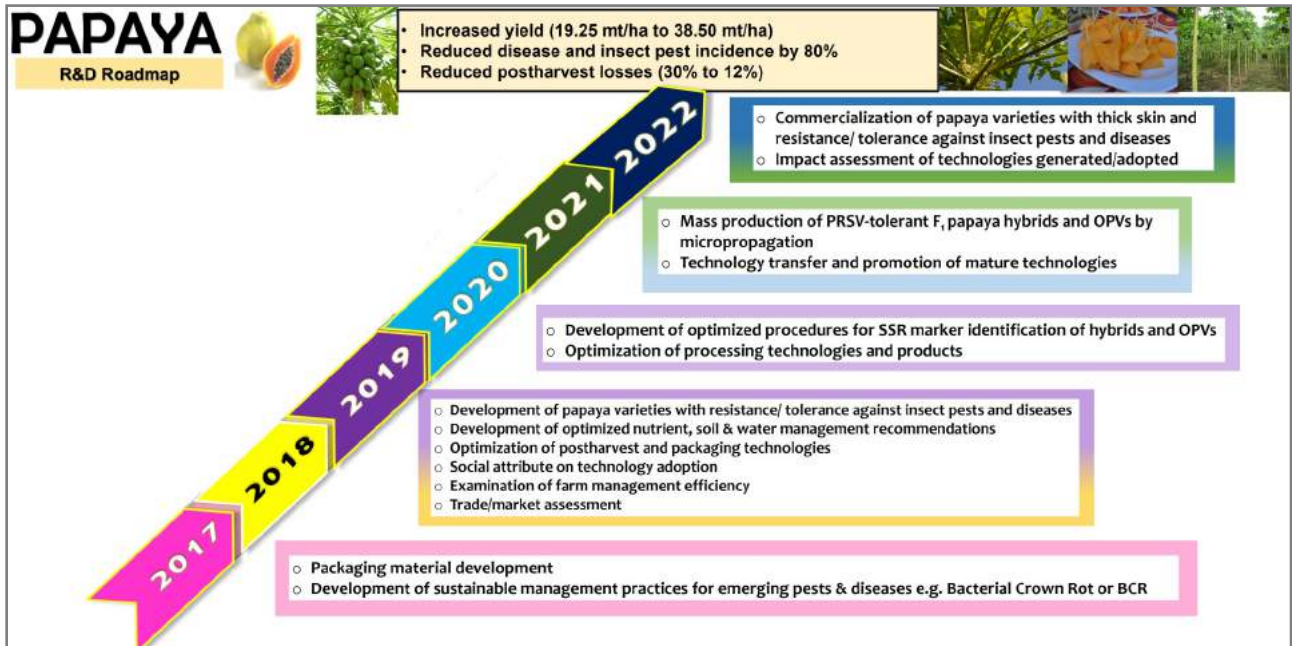 PAPAYA
R&D Roadmap
• Increased yield (19.25 mt/ha to 38.50 mt/ha)
• Reduced disease and insect pest incidence by 80%
• Reduced postharvest losses (30% to 12%)
2022
o Commercialization of papaya varieties with thick skin and
resistance/ tolerance against insect pests and diseases
o Impact assessment of technologies generated/adopted
2021
o Mass production of PRSV-tolerant F₁ papaya hybrids and OPVs by
micropropagation
o Technology transfer and promotion of mature technologies
2020
o Development of optimized procedures for SSR marker identification of hybrids and OPVs
o Optimization of processing technologies and products
2019
2018
o Development of papaya varieties with resistance/ tolerance against insect pests and diseases
o Development of optimized nutrient, soil & water management recommendations
o Optimization of postharvest and packaging technologies
o Social attribute on technology adoption
o Examination of farm management efficiency
o Trade/market assessment
2017
o Packaging material development
o Development of sustainable management practices for emerging pests & diseases e.g. Bacterial Crown Rot or BCR